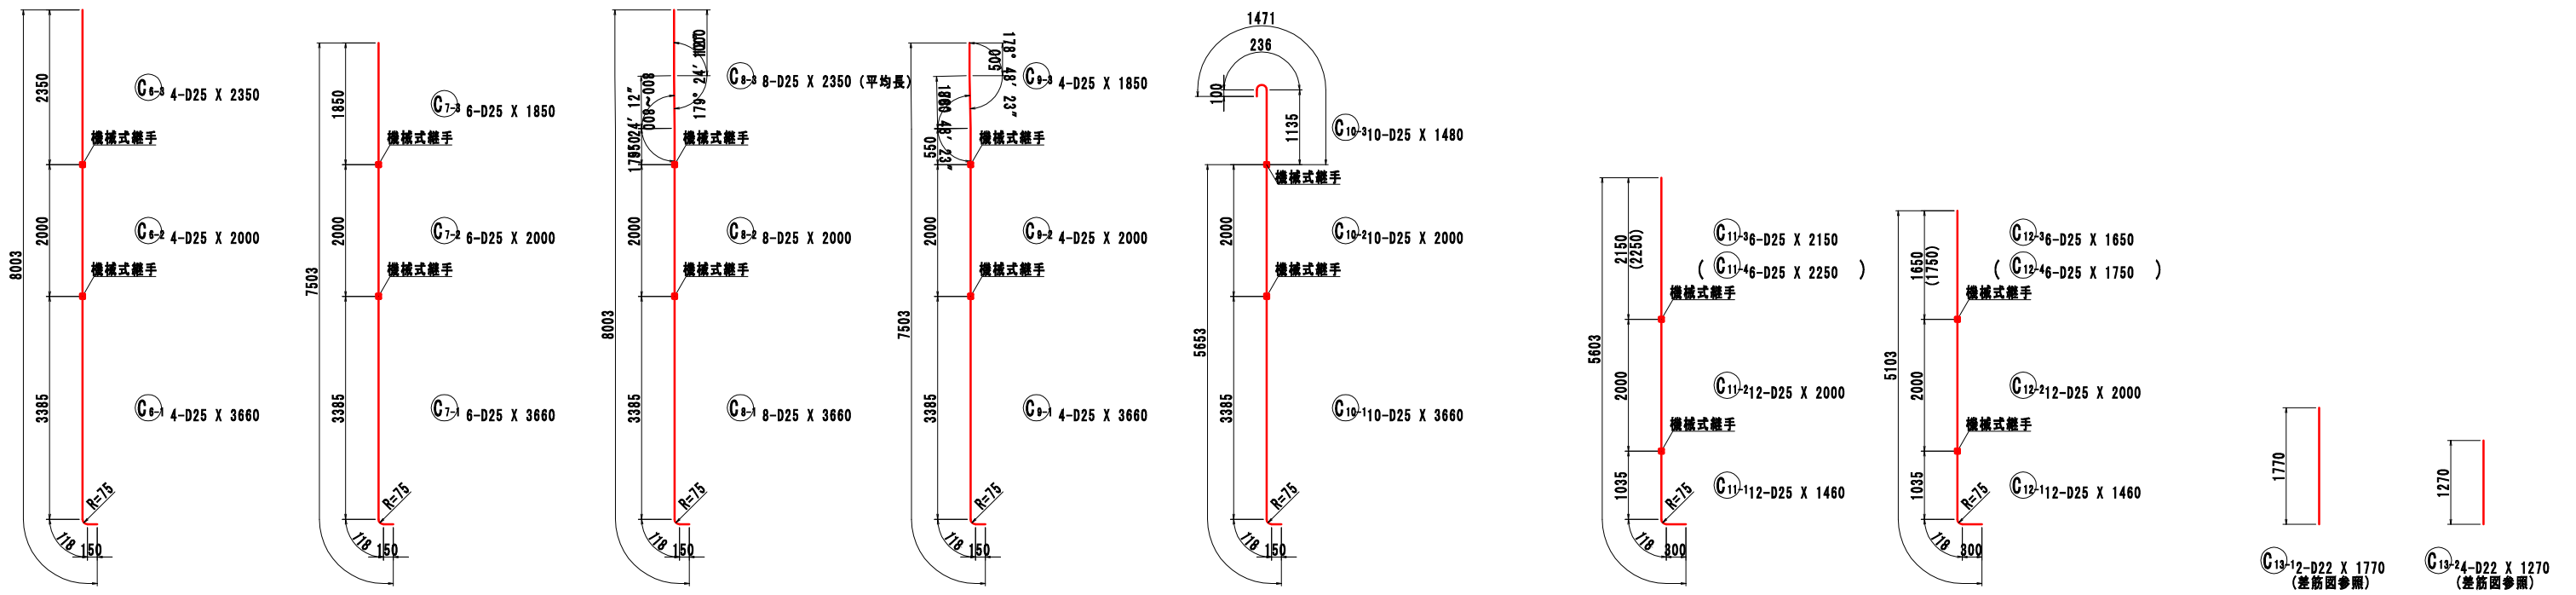 8003
2350
2000
3385
118
150
R=75
機械式継手
機械式継手
C6-3 4-D25 X 2350
C6-2 4-D25 X 2000
C6-1 4-D25 X 3660
7503
1850
2000
3385
118
150
R=75
機械式継手
機械式継手
C7-3 6-D25 X 1850
C7-2 6-D25 X 2000
C7-1 6-D25 X 3660
8003
800~800
2000
3385
118
150
R=75
機械式継手
機械式継手
C8-3 8-D25 X 2350 (平均長)
C8-2 8-D25 X 2000
C8-1 8-D25 X 3660
7503
500
178° 48′ 23″
550
2000
3385
118
150
R=75
機械式継手
機械式継手
C9-3 4-D25 X 1850
C9-2 4-D25 X 2000
C9-1 4-D25 X 3660
1471
236
100
1135
5653
2000
3385
118
150
R=75
機械式継手
機械式継手
C10-3 10-D25 X 1480
C10-2 10-D25 X 2000
C10-1 10-D25 X 3660
5603
2150
(2250)
2000
1035
118
300
R=75
機械式継手
機械式継手
C11-3 6-D25 X 2150
( C11-4 6-D25 X 2250 )
C11-2 12-D25 X 2000
C11-1 12-D25 X 1460
5103
1650
(1750)
2000
1035
118
300
R=75
機械式継手
機械式継手
C12-3 6-D25 X 1650
( C12-4 6-D25 X 1750 )
C12-2 12-D25 X 2000
C12-1 12-D25 X 1460
1770
C13-1 2-D22 X 1770
(差筋図参照)
1270
C13-2 4-D22 X 1270
(差筋図参照)